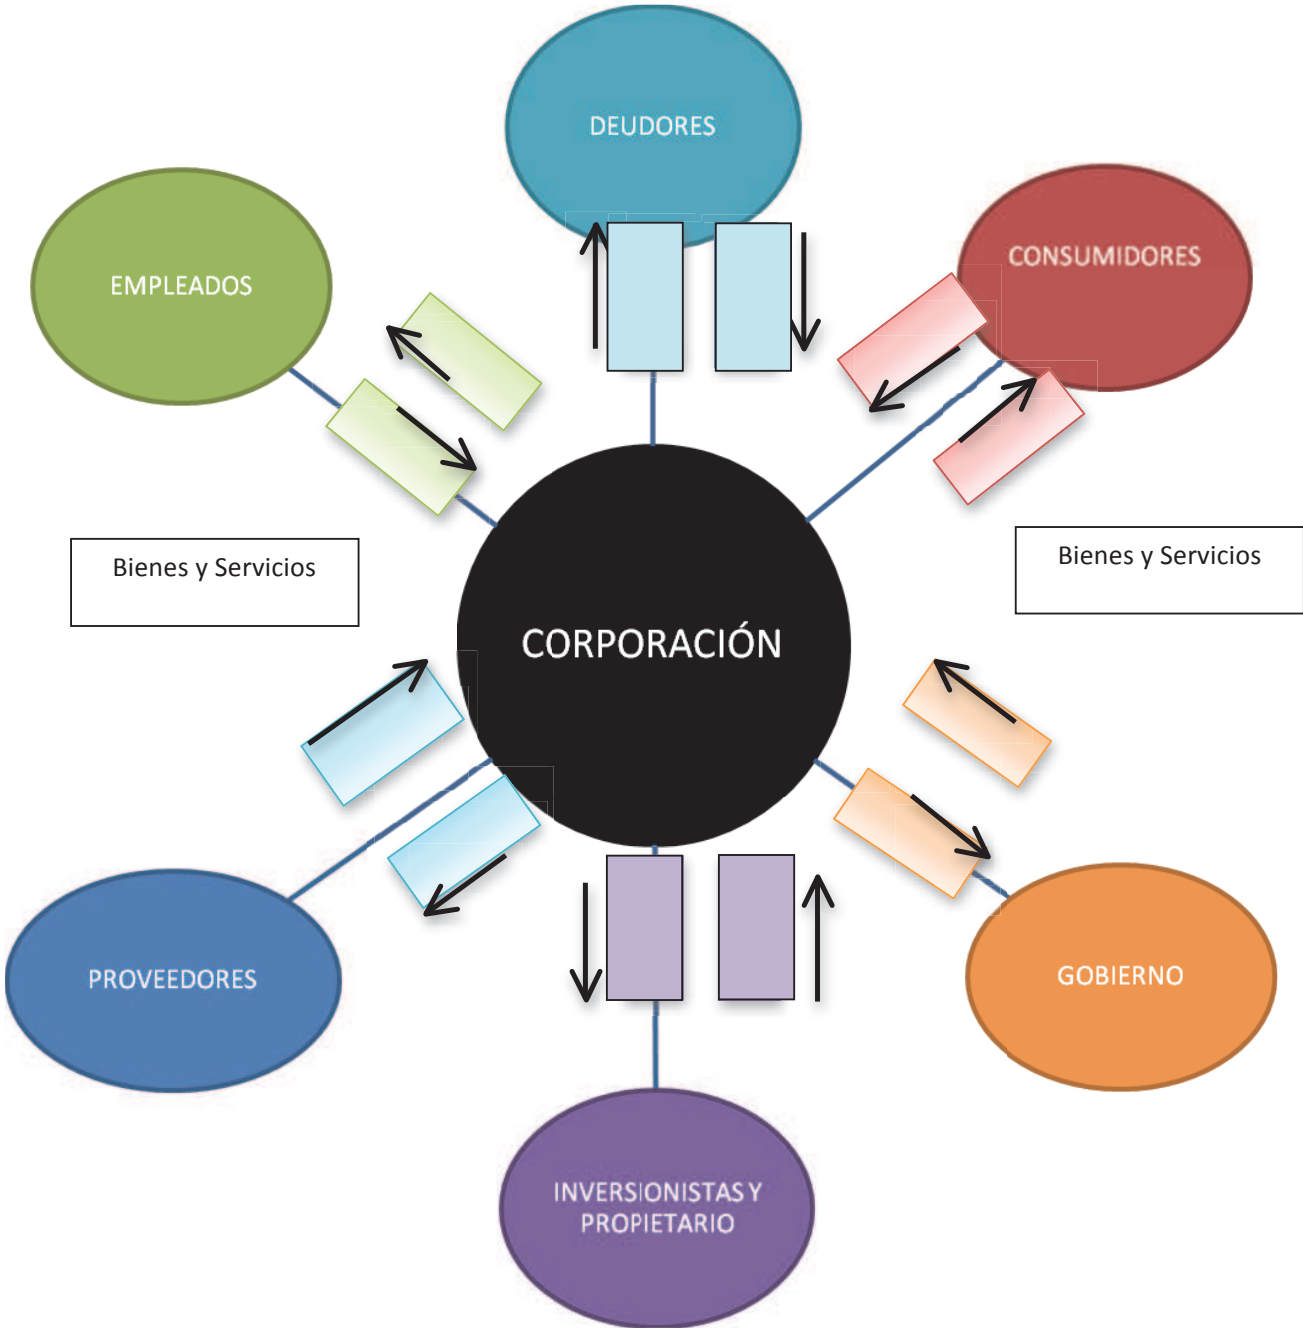 DEUDORES
CONSUMIDORES
EMPLEADOS
Bienes y Servicios
Bienes y Servicios
CORPORACIÓN
PROVEEDORES
GOBIERNO
INVERSIONISTAS Y
PROPIETARIO